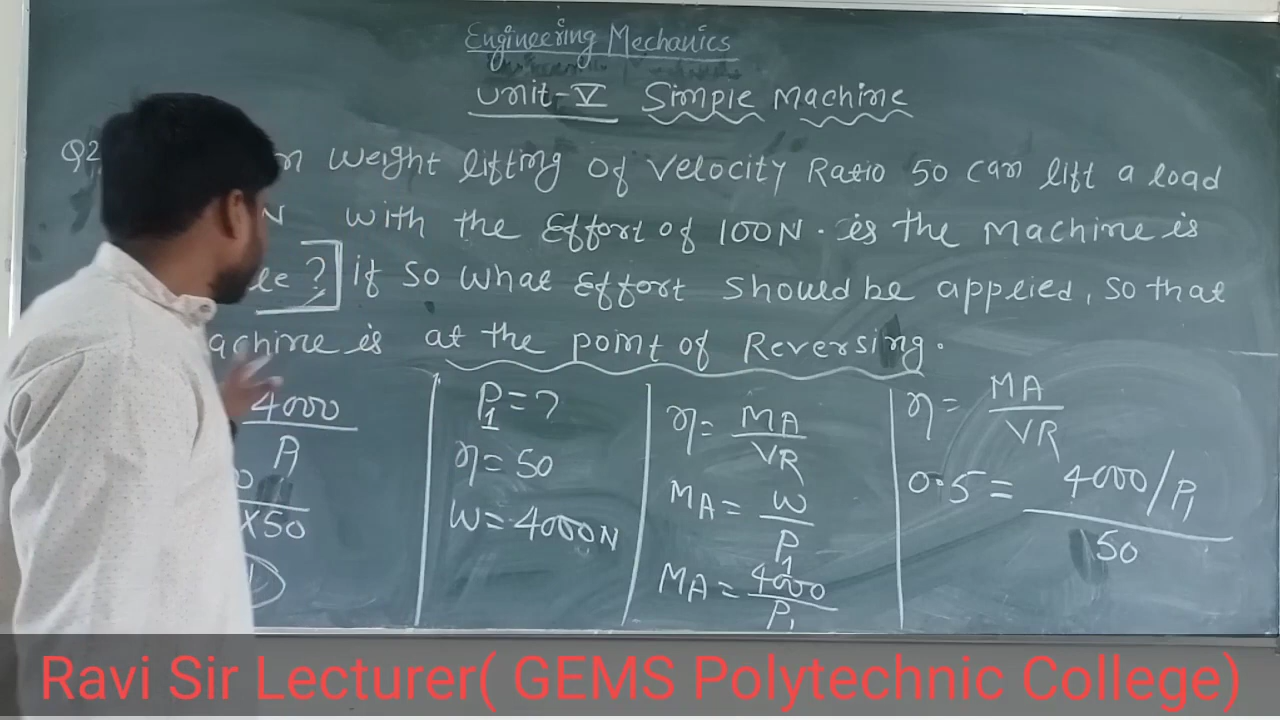 Engineering Mechanics
Unit-V Simple Machine
Q2 Weight lifting of Velocity Ratio 50 can lift a load
N with the Effort of 100N. is the Machine is
? If so what Effort should be applied, so that
achine is at the point of Reversing.
4000
P
×50
P1=?
η=50
W=4000N
η= MA
VR
MA= W
P1
MA= 4000
P1
η= MA
VR
0.5= 4000/P1
50
Ravi Sir Lecturer( GEMS Polytechnic College)